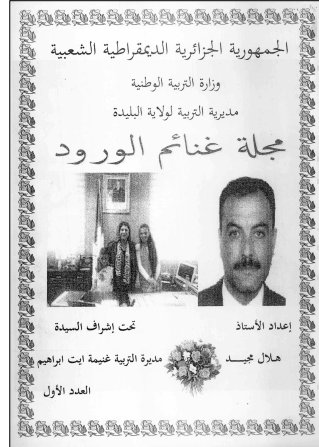 الجمهورية الجزائرية الديمقراطية الشعبية
وزارة التربية الوطنية
مديرية التربية لولاية البليدة
مجلة غنائم الورود
إعداد الأستاذ
تحت إشراف السيدة
هلال مجيد
مديرة التربية غنيمة ايت ابراهيم
العدد الأول